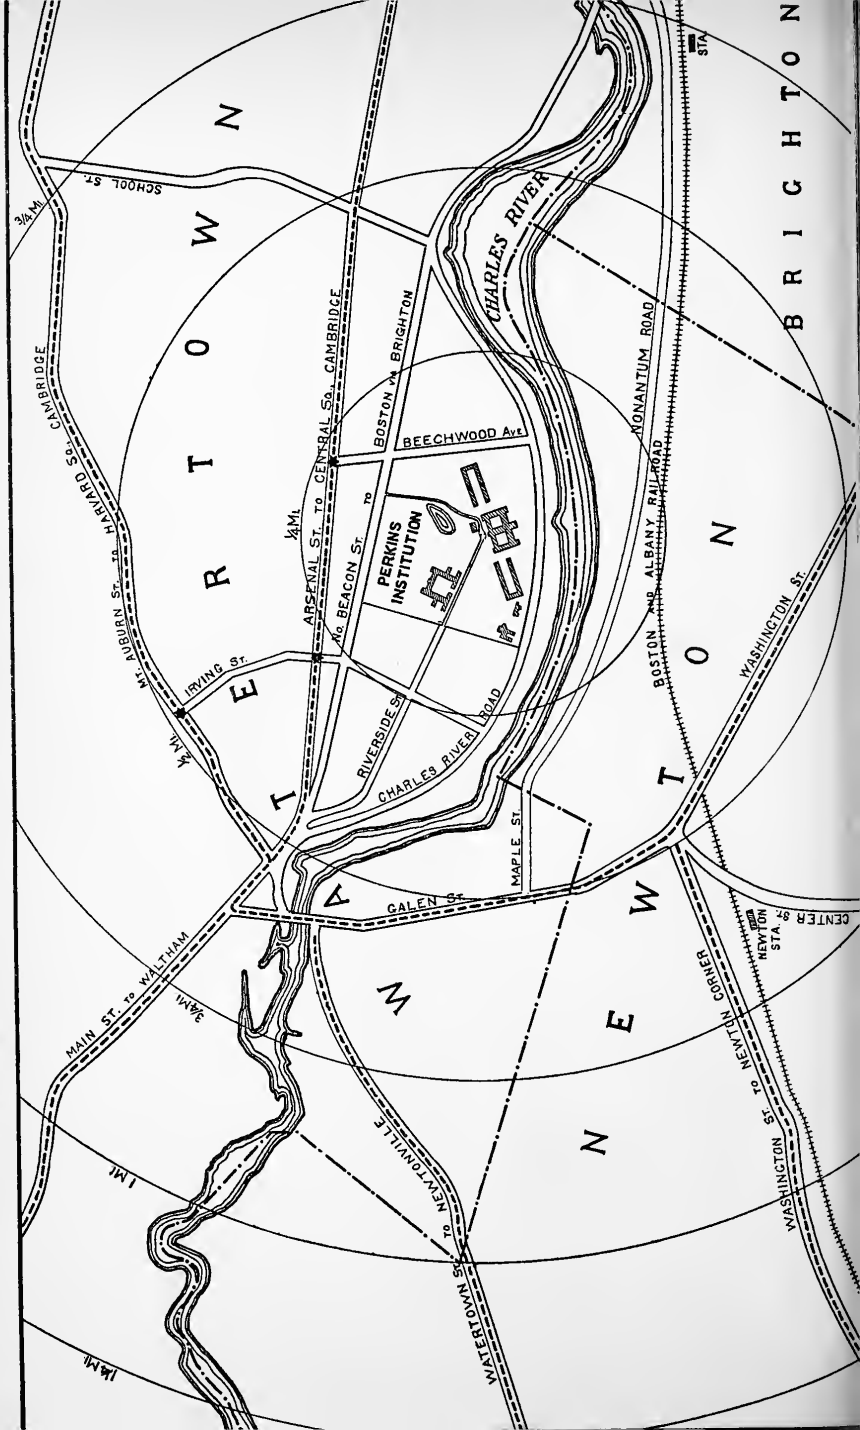 BRIGHTON
STA.
N
SCHOOL ST.
3/4 MI.
W
O
T
R
E
T
A
W
N
CHARLES RIVER
MT. AUBURN ST. TO HARVARD SQ., CAMBRIDGE
ARSENAL ST. TO CENTRAL SQ., CAMBRIDGE
No. BEACON ST. TO BOSTON VIA BRIGHTON
BEECHWOOD AVE
1/4 MI.
PERKINS
INSTITUTION
NONANTUM ROAD
BOSTON AND ALBANY RAILROAD
IRVING ST.
1/2 MI.
RIVERSIDE ST.
CHARLES RIVER ROAD
WASHINGTON ST.
O
T
W
E
N
MAPLE ST.
GALEN ST.
CENTER ST.
NEWTON
STA.
MAIN ST. TO WALTHAM
3/4 MI.
WASHINGTON ST. TO NEWTON CORNER
WATERTOWN ST. TO NEWTONVILLE
1 MI.
1 1/4 MI.